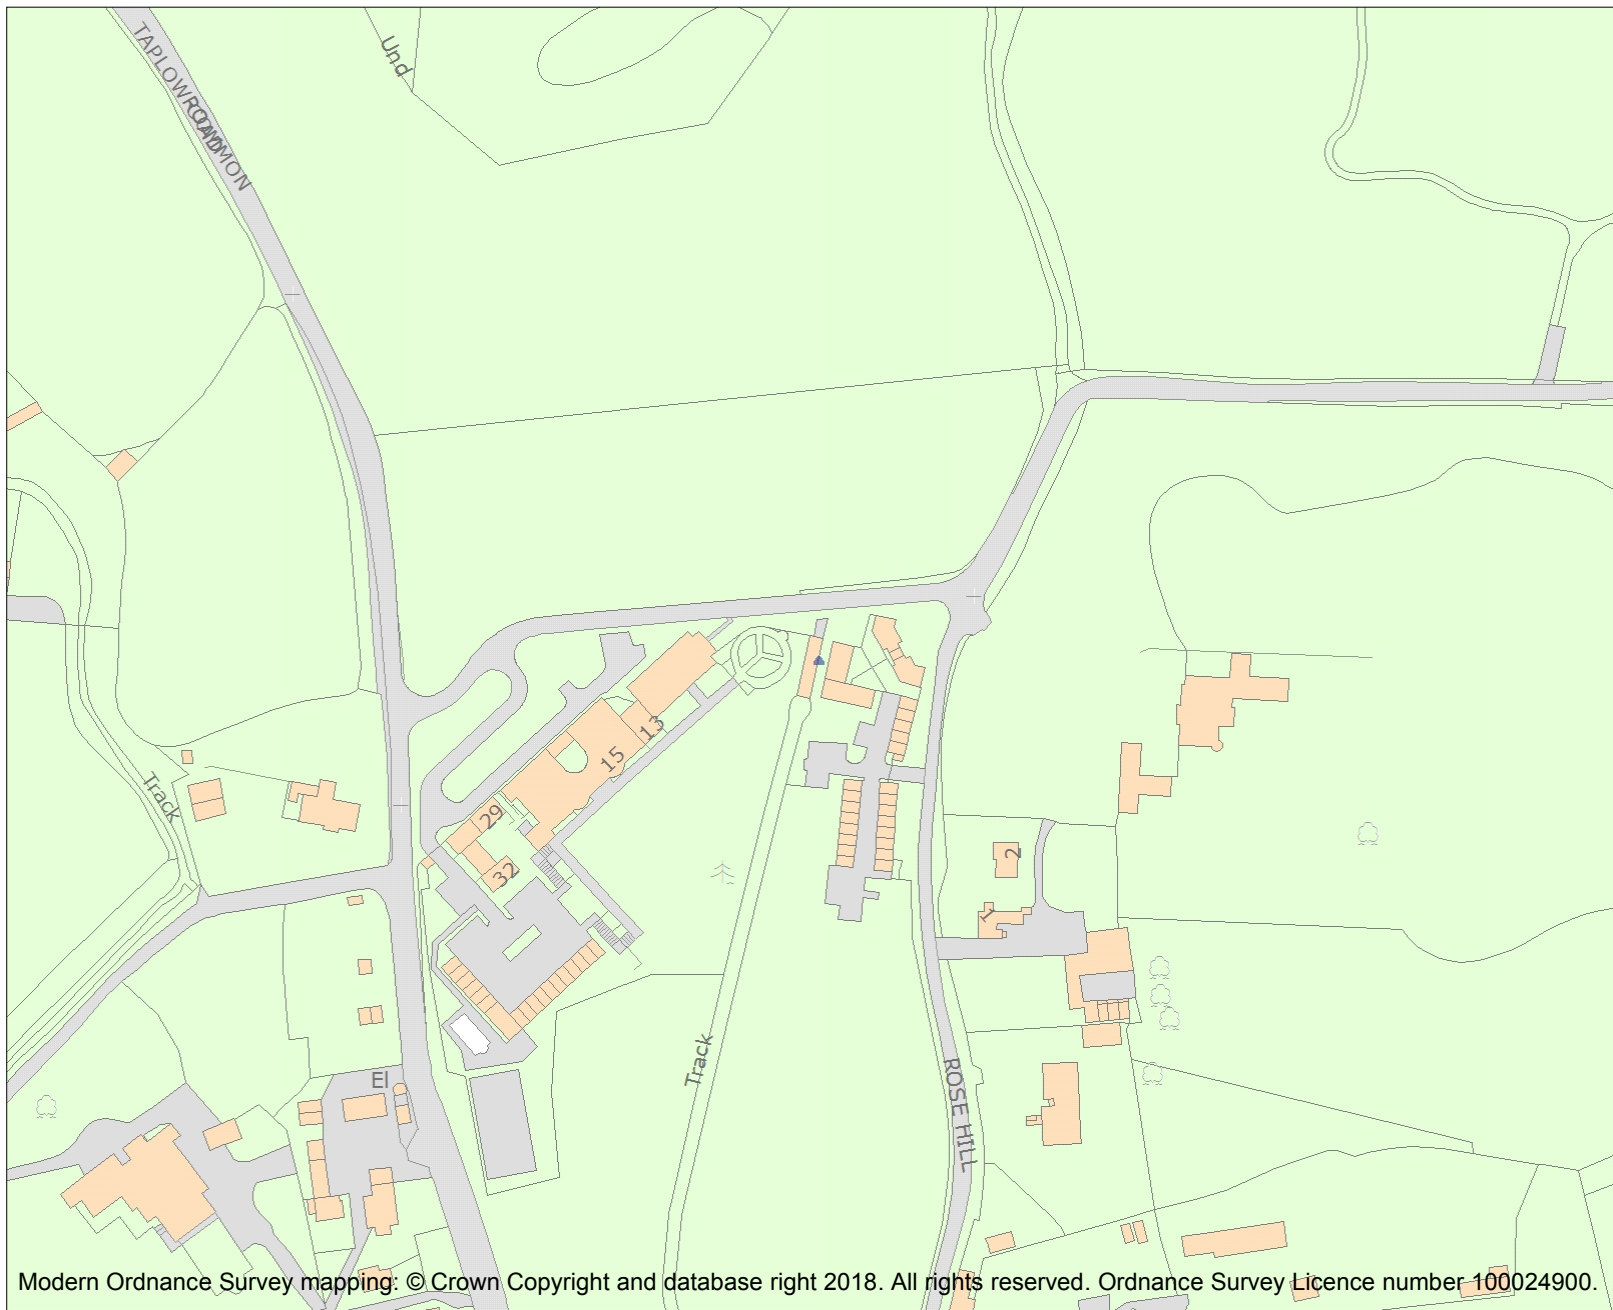 TAPLOW COMMON
ROAD
Und
13
15
29
32
Track
2
1
Track
El
ROSE HILL
Modern Ordnance Survey mapping: © Crown Copyright and database right 2018. All rights reserved. Ordnance Survey Licence number 100024900.